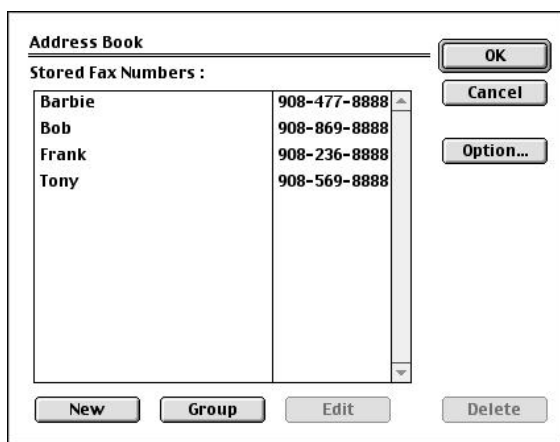 Address Book
OK
Stored Fax Numbers :
Cancel
Barbie 908-477-8888
Bob 908-869-8888
Frank 908-236-8888
Option...
Tony 908-569-8888
New Group Edit Delete